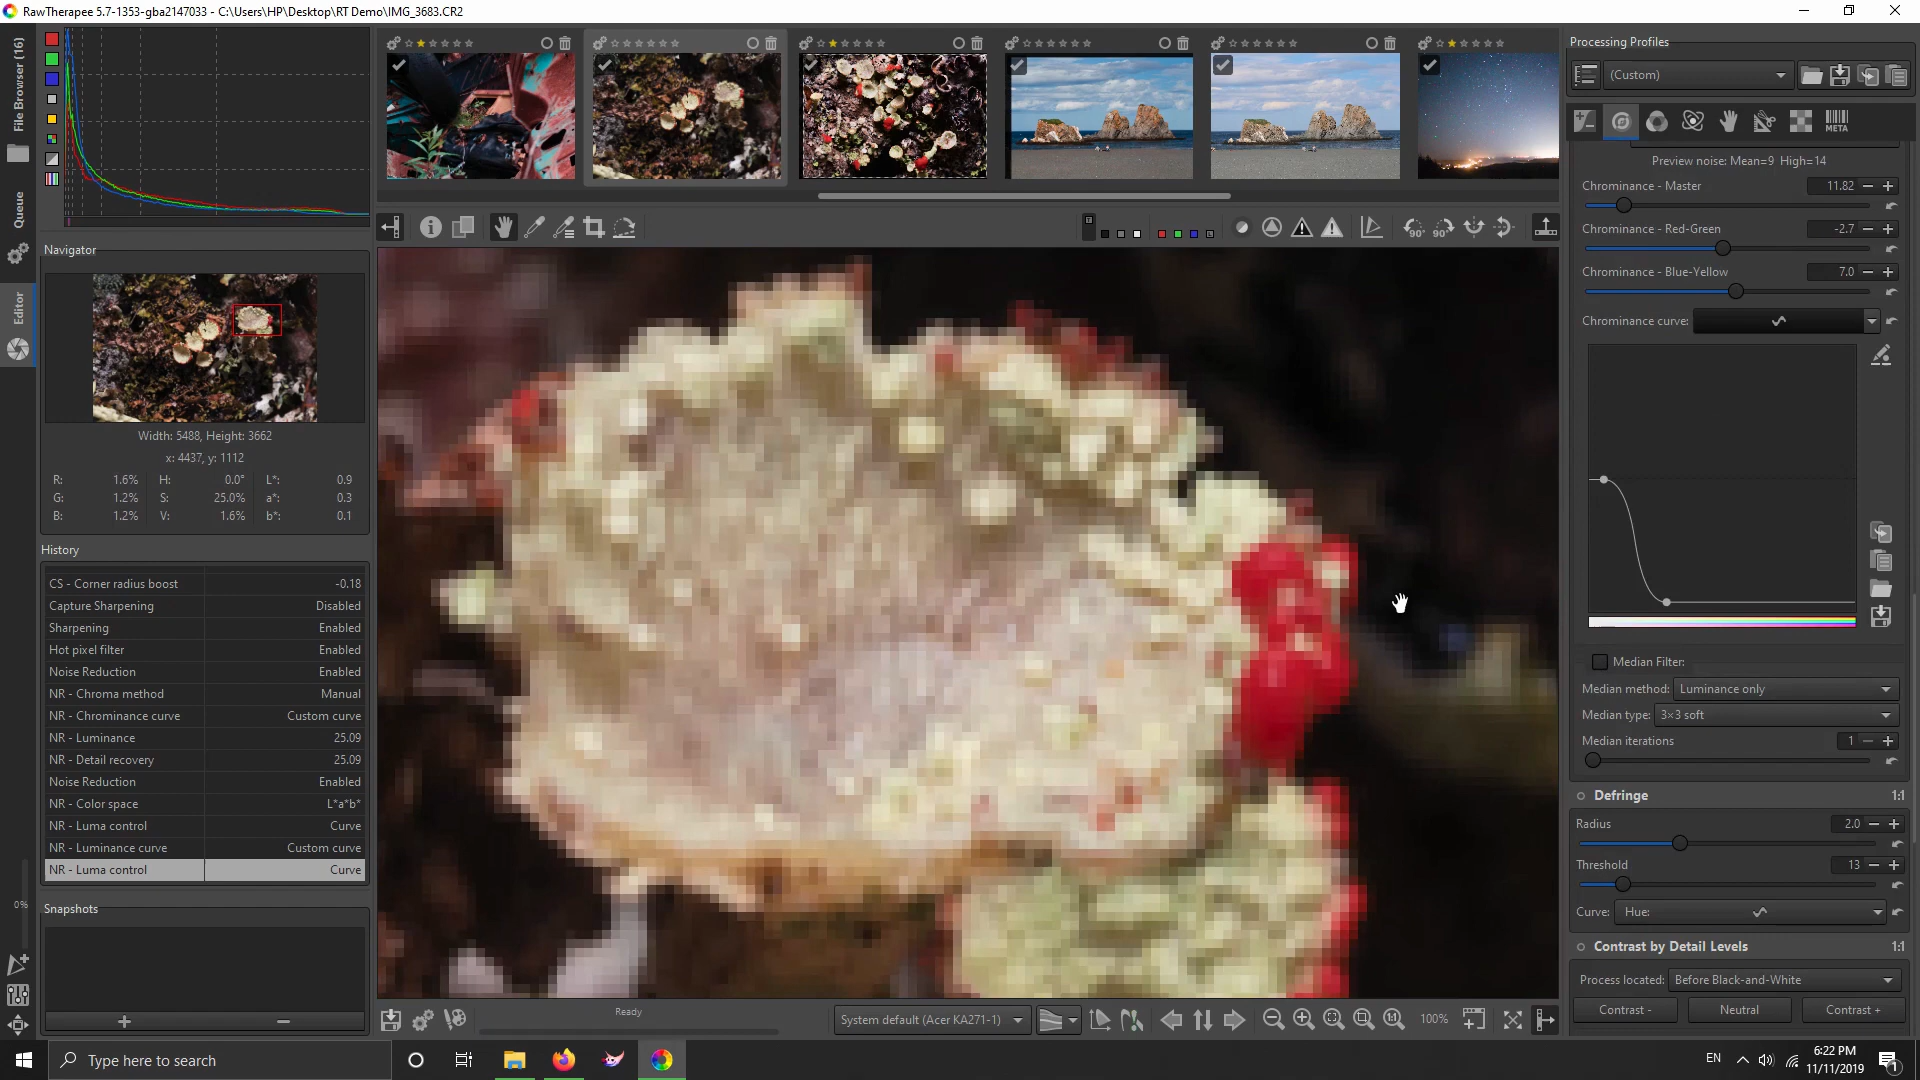 RawTherapee 5.7-1353-gba2147033 - C:\Users\HP\Desktop\RT Demo\IMG_3683.CR2
File Browser (16)
Queue
Editor
Navigator
Width: 5488, Height: 3662
x: 4437, y: 1112
R: 1.6% H: 0.0° L*: 0.9
G: 1.2% S: 25.0% a*: 0.3
B: 1.2% V: 1.6% b*: 0.1
History
CS - Corner radius boost -0.18
Capture Sharpening Disabled
Sharpening Enabled
Hot pixel filter Enabled
Noise Reduction Enabled
NR - Chroma method Manual
NR - Chrominance curve Custom curve
NR - Luminance 25.09
NR - Detail recovery 25.09
Noise Reduction Enabled
NR - Color space L*a*b*
NR - Luma control Curve
NR - Luminance curve Custom curve
NR - Luma control Curve
0%
Snapshots
90° 90°
Ready
System default (Acer KA271-1)
1:1
100%
Processing Profiles
(Custom)
META
Preview noise: Mean=9 High=14
Chrominance - Master 11.82
Chrominance - Red-Green -2.7
Chrominance - Blue-Yellow 7.0
Chrominance curve:
Median Filter:
Median method: Luminance only
Median type: 3×3 soft
Median iterations 1
Defringe 1:1
Radius 2.0
Threshold 13
Curve: Hue:
Contrast by Detail Levels 1:1
Process located: Before Black-and-White
Contrast - Neutral Contrast +
Type here to search
EN
6:22 PM
11/11/2019
1